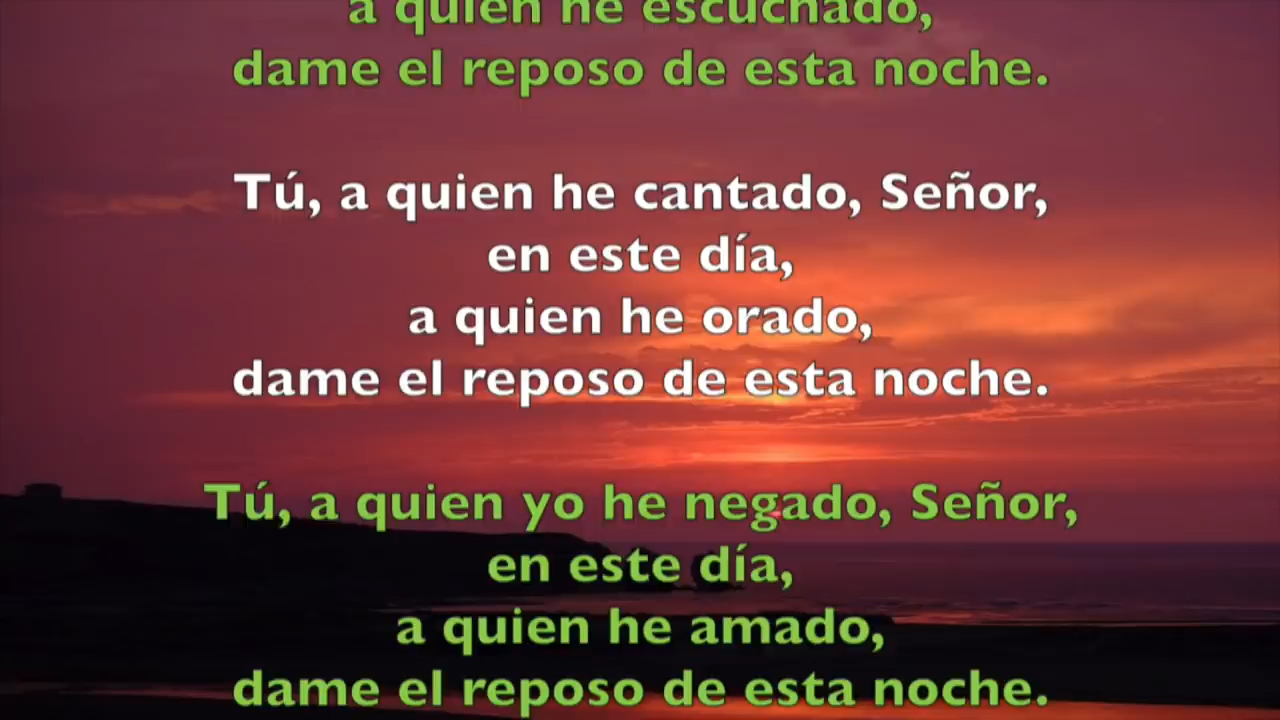 a quien he escuchado,
dame el reposo de esta noche.
Tú, a quien he cantado, Señor,
en este día,
a quien he orado,
dame el reposo de esta noche.
Tú, a quien yo he negado, Señor,
en este día,
a quien he amado,
dame el reposo de esta noche.